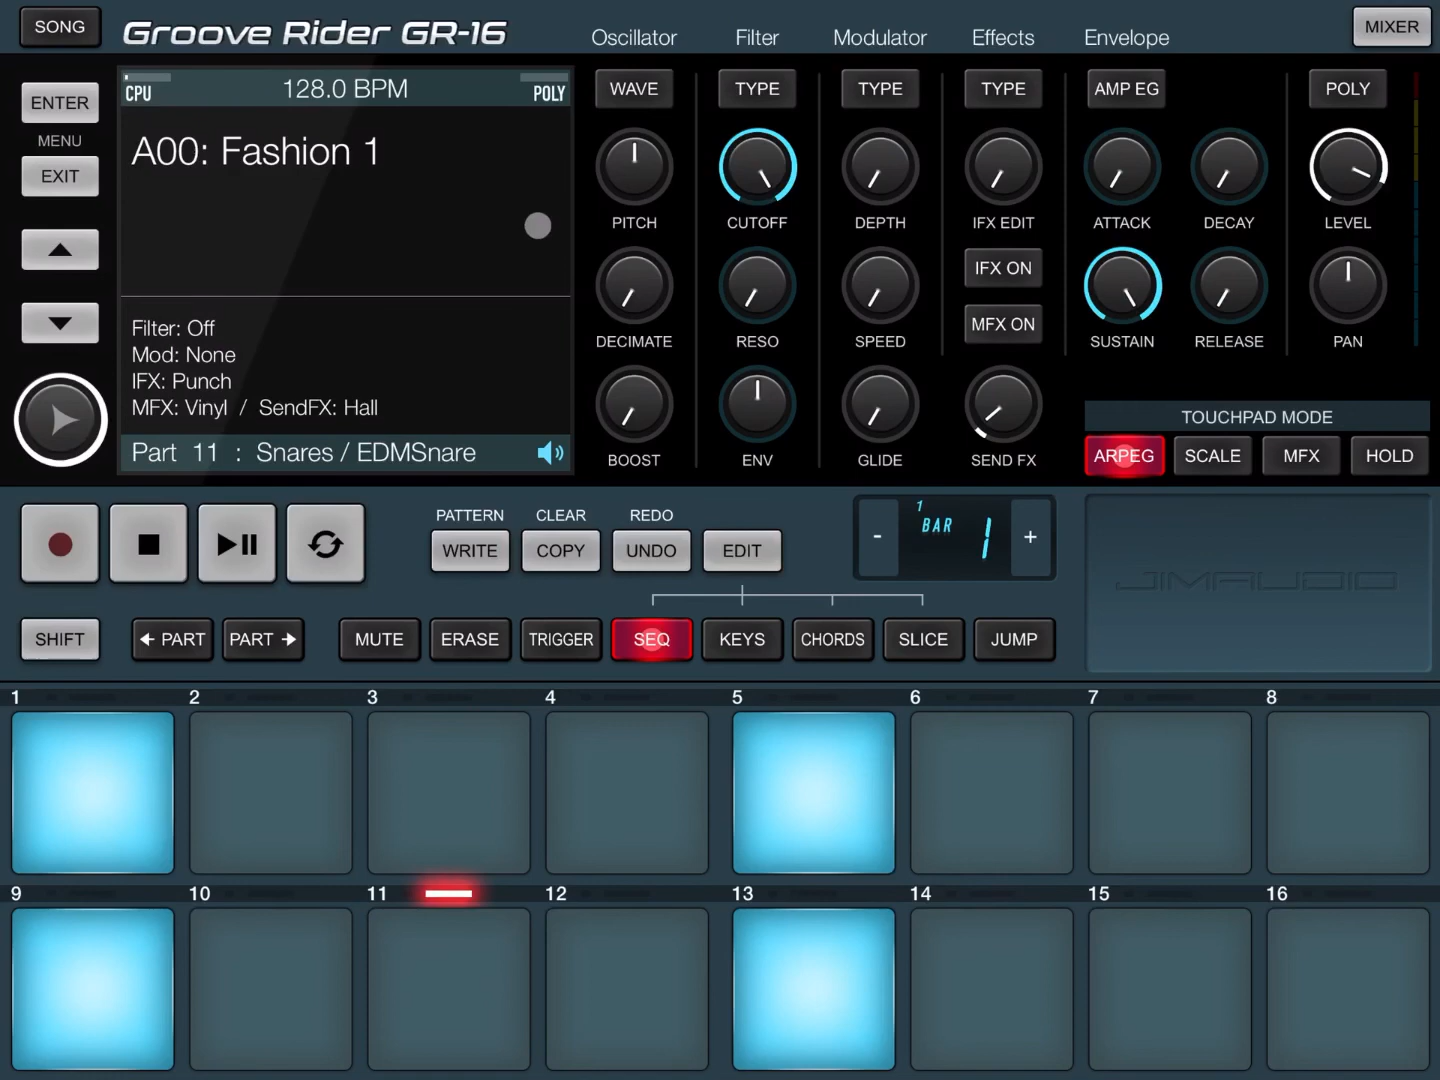 SONG
Groove Rider GR-16
Oscillator Filter Modulator Effects Envelope
MIXER
ENTER
MENU
EXIT
CPU 128.0 BPM POLY
A00: Fashion 1
Filter: Off
Mod: None
IFX: Punch
MFX: Vinyl / SendFX: Hall
Part 11 : Snares / EDMSnare
WAVE TYPE TYPE TYPE AMP EG POLY
PITCH CUTOFF DEPTH IFX EDIT ATTACK DECAY LEVEL
IFX ON
MFX ON
DECIMATE RESO SPEED SUSTAIN RELEASE PAN
BOOST ENV GLIDE SEND FX
TOUCHPAD MODE
ARPEG SCALE MFX HOLD
PATTERN CLEAR REDO
WRITE COPY UNDO EDIT
1
- BAR 1 +
JIMAUDIO
SHIFT PART PART MUTE ERASE TRIGGER SEQ KEYS CHORDS SLICE JUMP
1 2 3 4 5 6 7 8
9 10 11 12 13 14 15 16